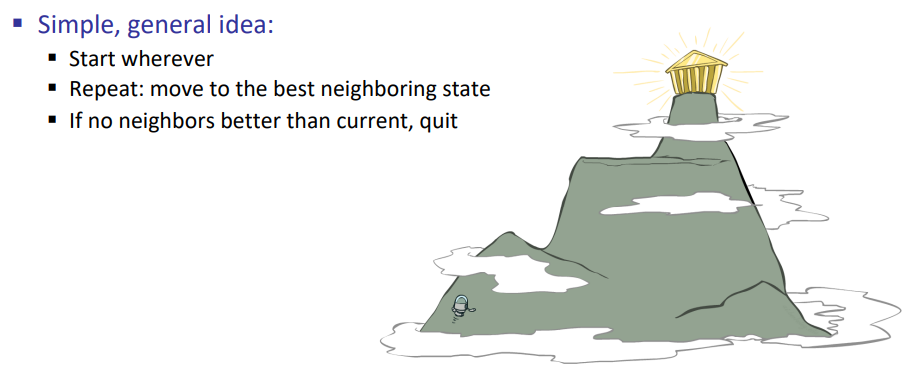 ▪ Simple, general idea:
▪ Start wherever
▪ Repeat: move to the best neighboring state
▪ If no neighbors better than current, quit